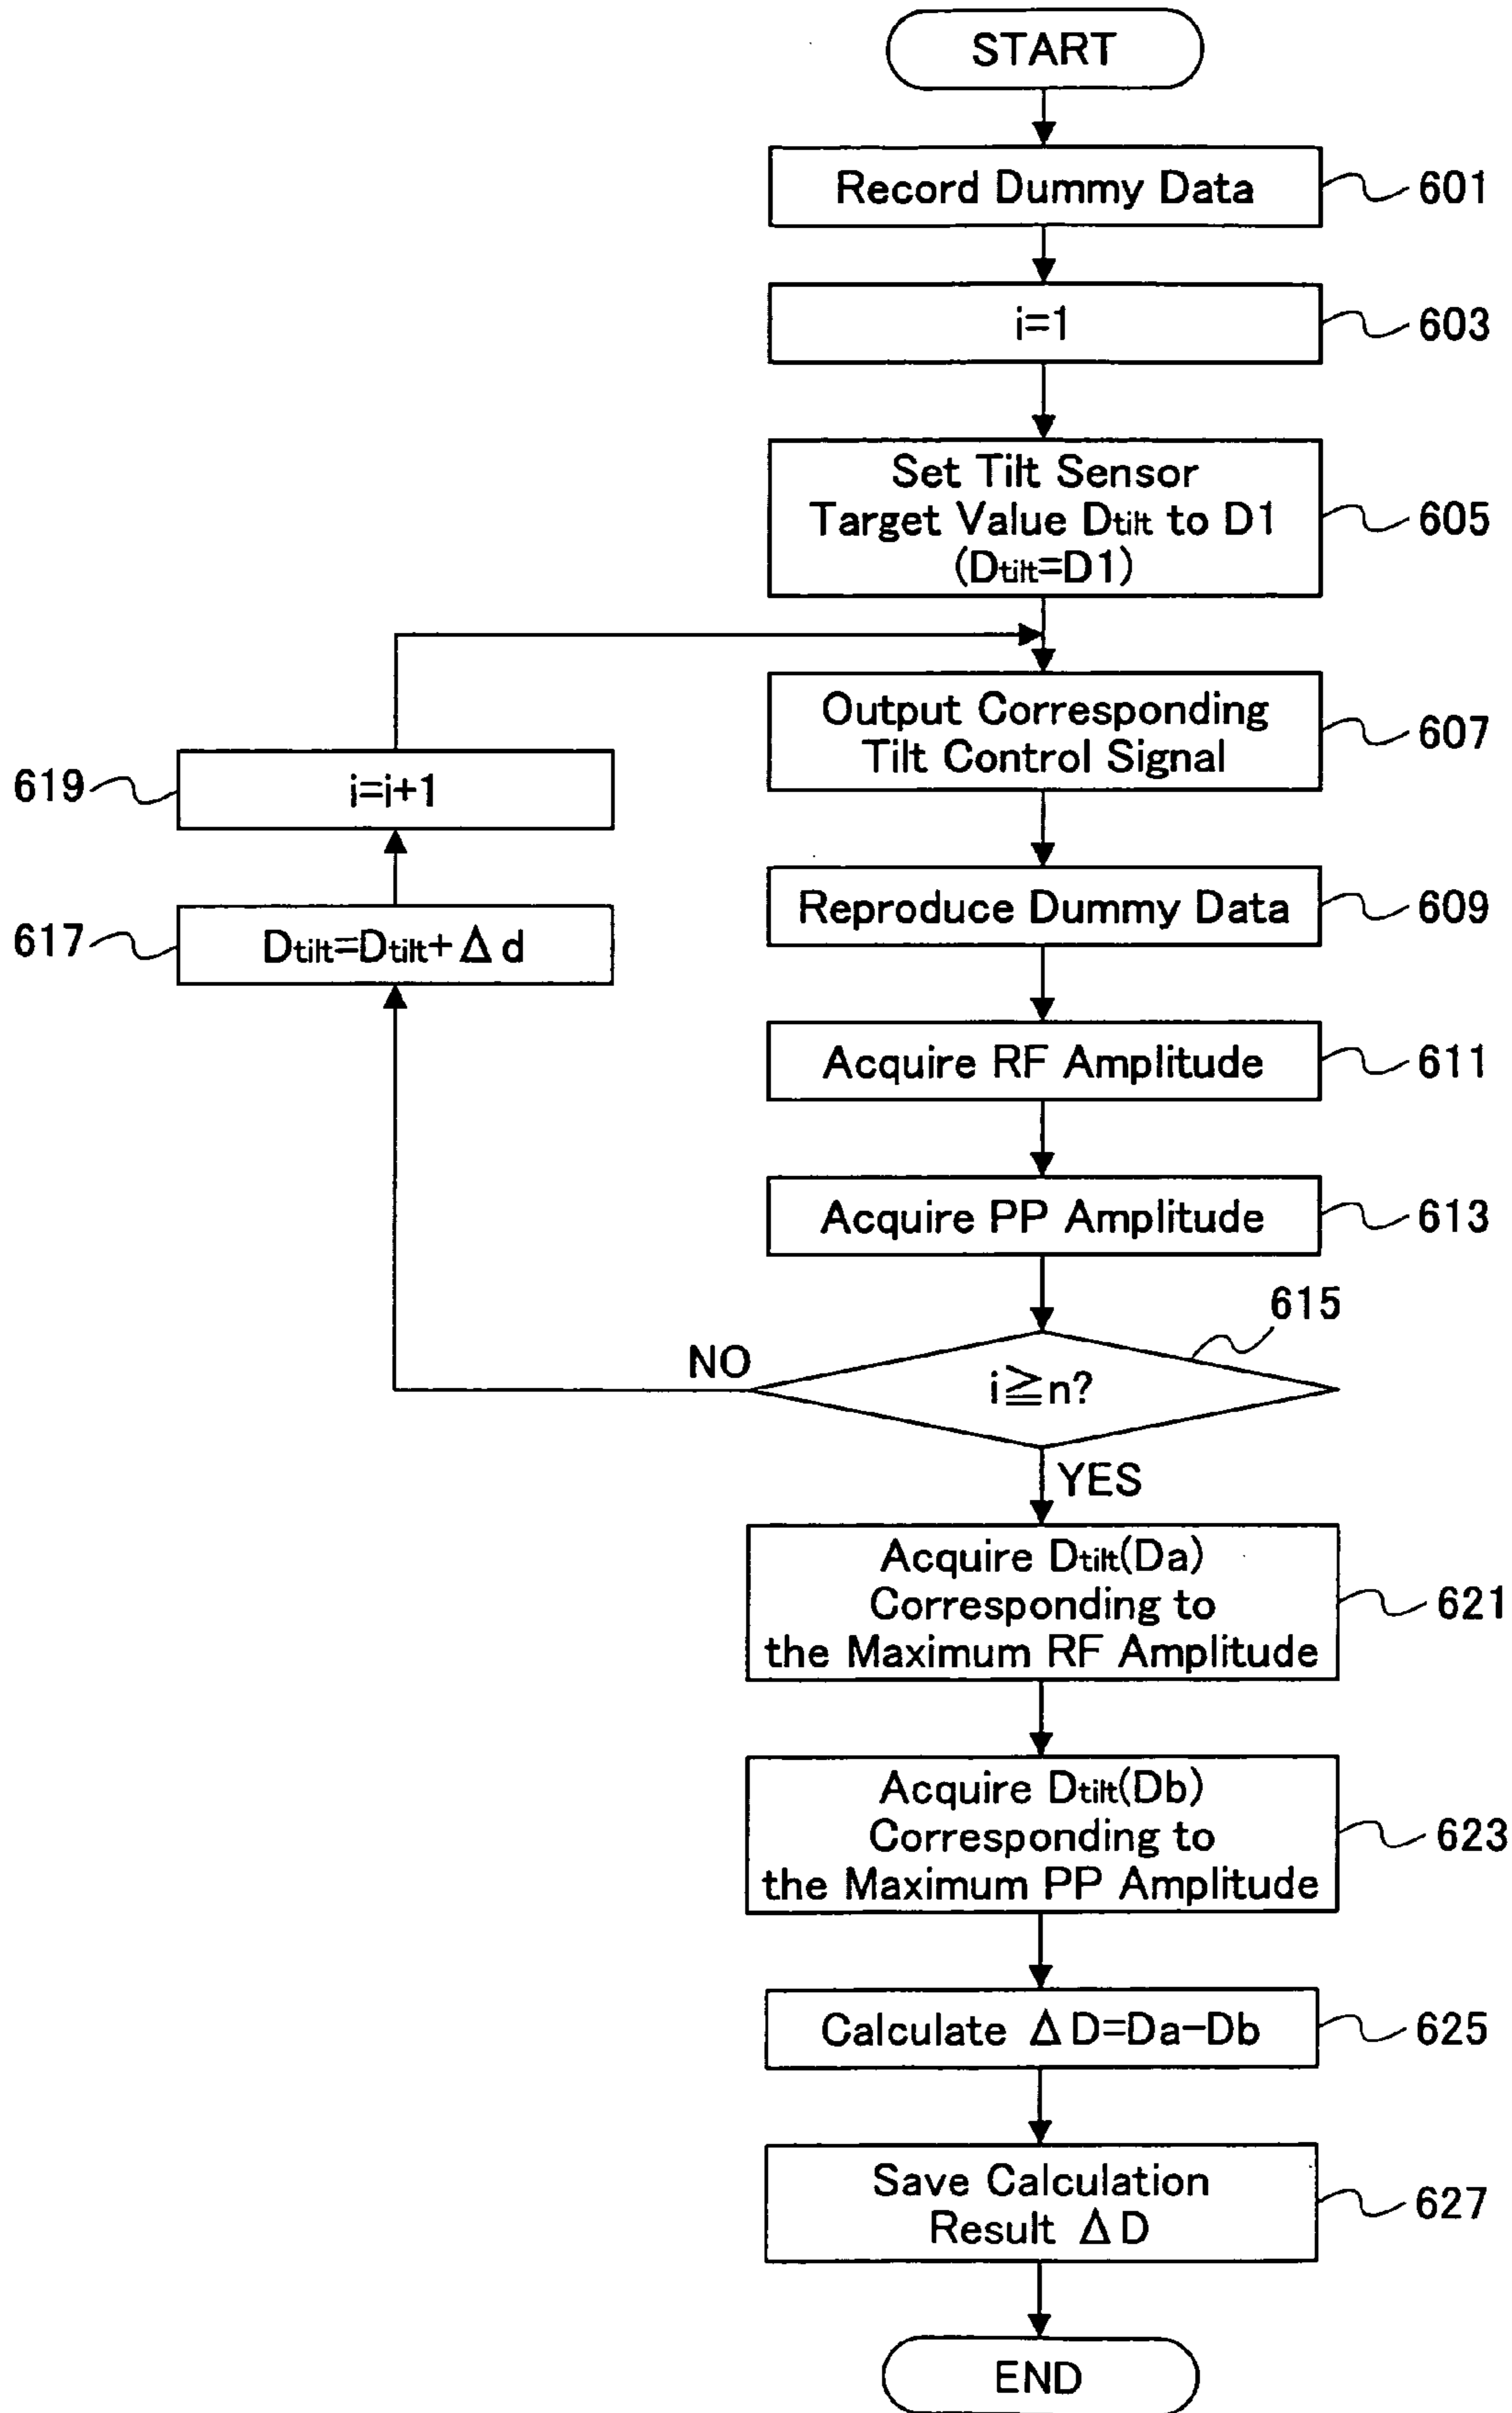 START
Record Dummy Data
601
i=1
603
Set Tilt Sensor
Target Value Dtilt to D1
(Dtilt=D1)
605
Output Corresponding
Tilt Control Signal
607
619
i=i+1
Reproduce Dummy Data
609
617
Dtilt=Dtilt+Δd
Acquire RF Amplitude
611
Acquire PP Amplitude
613
615
NO
i≧n?
YES
Acquire Dtilt(Da)
Corresponding to
the Maximum RF Amplitude
621
Acquire Dtilt(Db)
Corresponding to
the Maximum PP Amplitude
623
Calculate ΔD=Da-Db
625
Save Calculation
Result ΔD
627
END